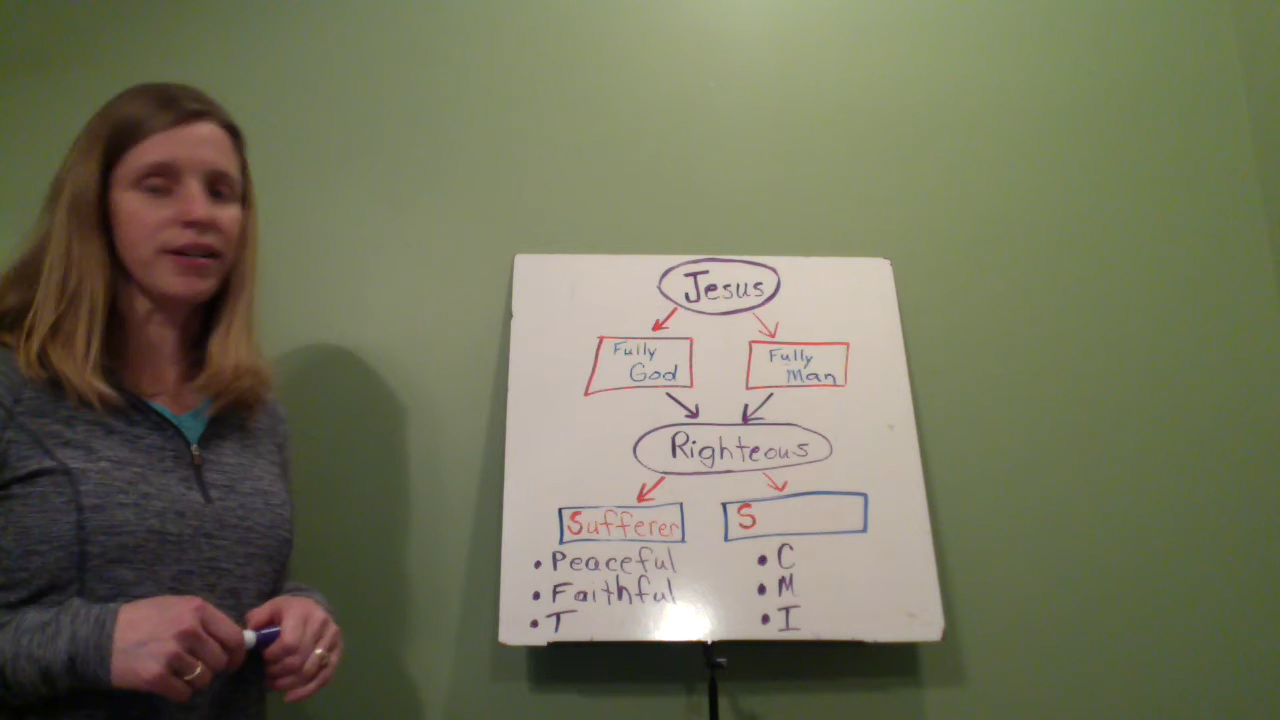 Jesus
Fully
God
Fully
Man
Righteous
Sufferer
S
• Peaceful
• Faithful
• T
• C
• M
• I